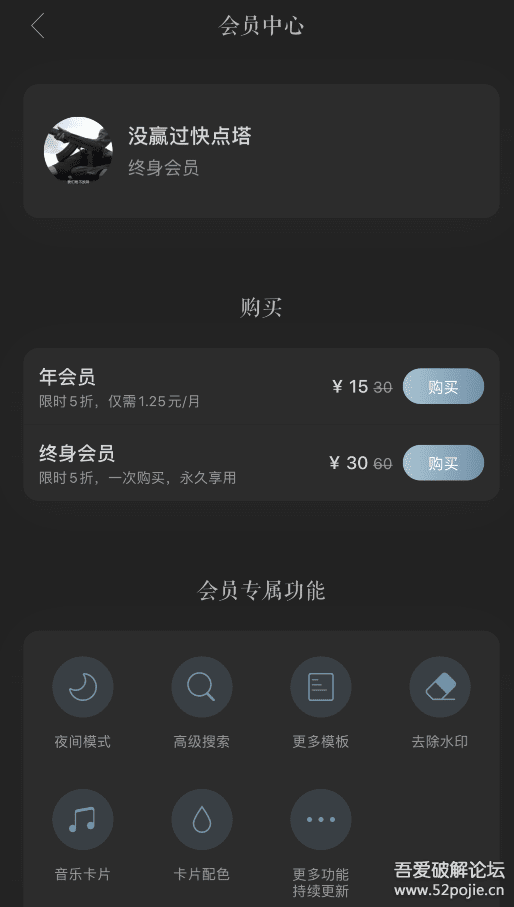 会员中心
没赢过快点塔
终身会员
购买
年会员
限时5折，仅需1.25元/月
¥ 15 30 购买
终身会员
限时5折，一次购买，永久享用
¥ 30 60 购买
会员专属功能
夜间模式 高级搜索 更多模板 去除水印
音乐卡片 卡片配色 更多功能
持续更新
吾爱破解论坛
www.52pojie.cn